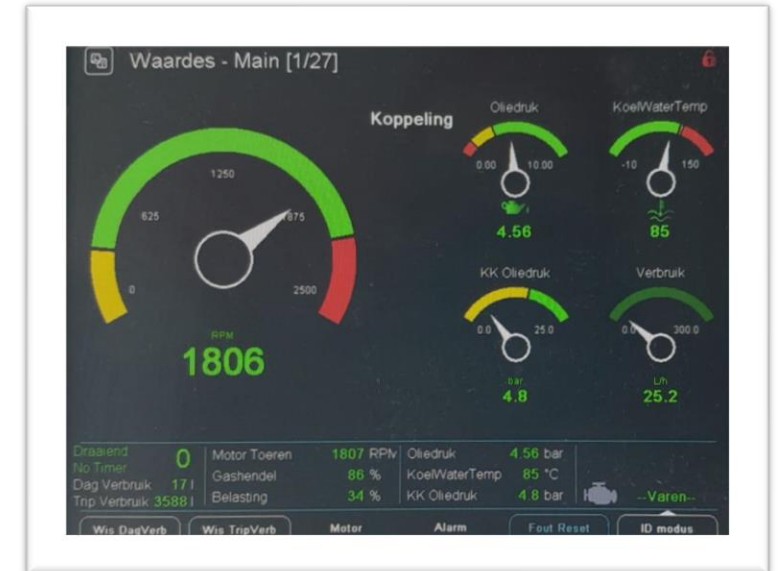 Waardes - Main [1/27]
Koppeling
Oliedruk
KoelWaterTemp
0.00 10.00
-10 150
4.56
85
0
625
1250
1875
2500
RPM
1806
KK Oliedruk
Verbruik
0.0 25.0
0.0 300.0
bar
4.8
L/h
25.2
Draaiend
No Timer 0
Dag Verbruik 17 l
Trip Verbruik 3588 l
Motor Toeren 1807 RPM
Gashendel 86 %
Belasting 34 %
Oliedruk 4.56 bar
KoelWaterTemp 85 °C
KK Oliedruk 4.8 bar
--Varen--
Wis DagVerb Wis TripVerb Motor Alarm Fout Reset ID modus